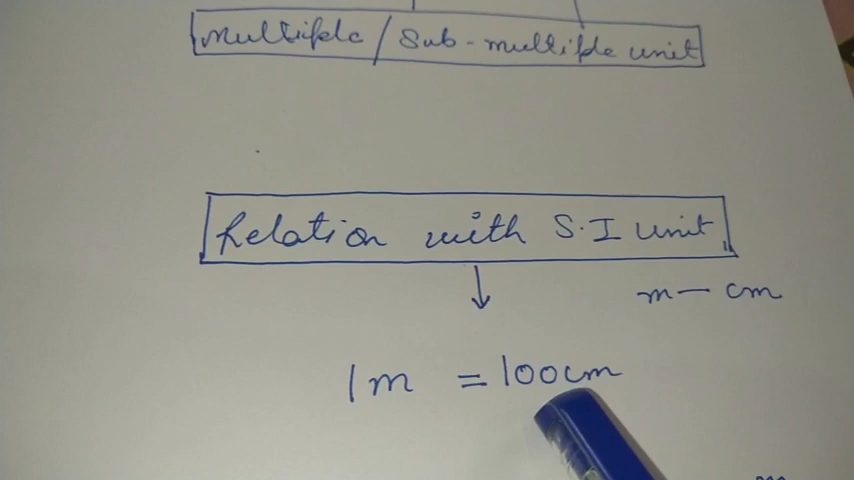 Multiple / Sub-multiple unit
Relation with S.I unit
m — cm
1m = 100cm